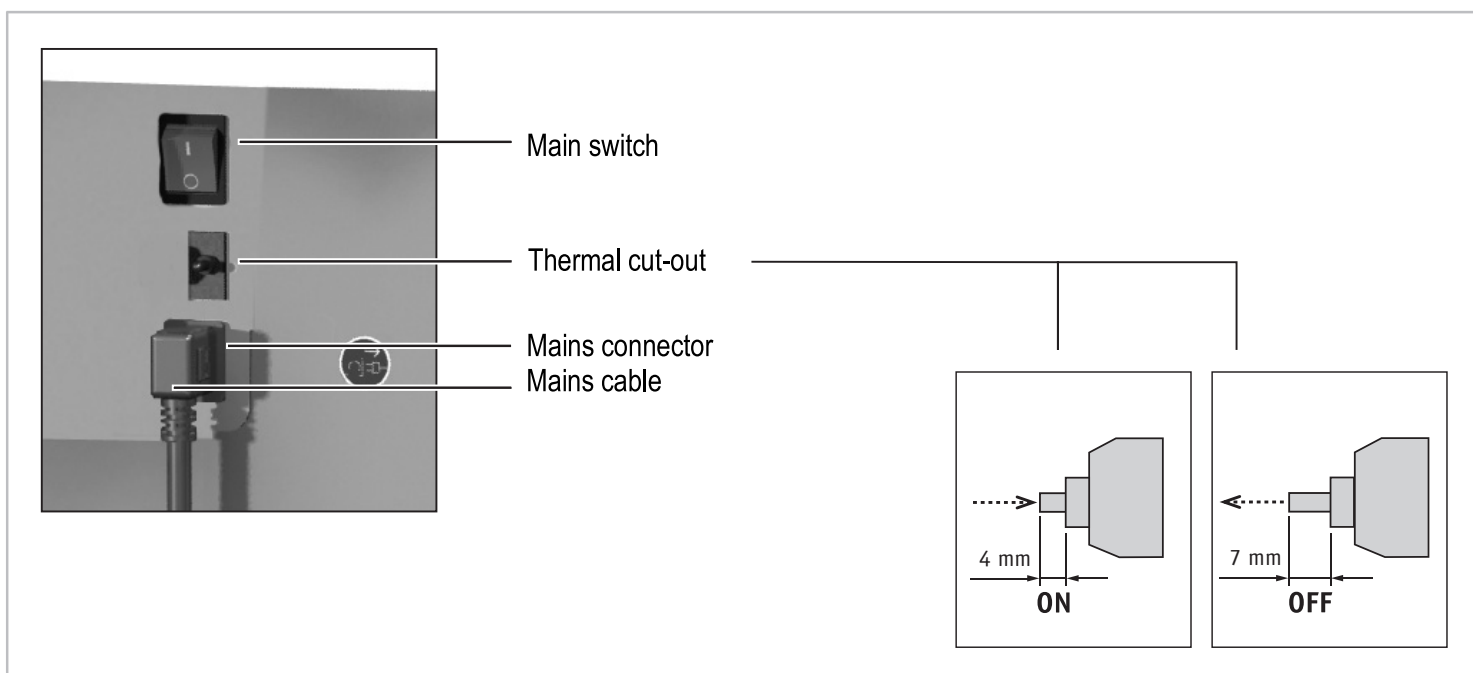 Main switch
Thermal cut-out
Mains connector
Mains cable
4 mm
ON
7 mm
OFF